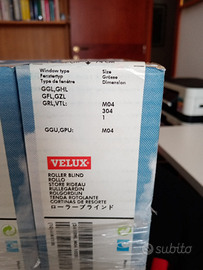 Window type Size
Fenstertyp Grösse
Type de fenêtre Dimension
GGL,GHL M04
GFL,GZL 304
GRL,VTL: 1
GGU,GPU: M04
VELUX
ROLLER BLIND
ROLLO
STORE RIDEAU
RULLEGARDIN
ROLGORDIJN
TENDA ROTOLANTE
CORTINAS DE RESORTE
ローラーブラインド
subito